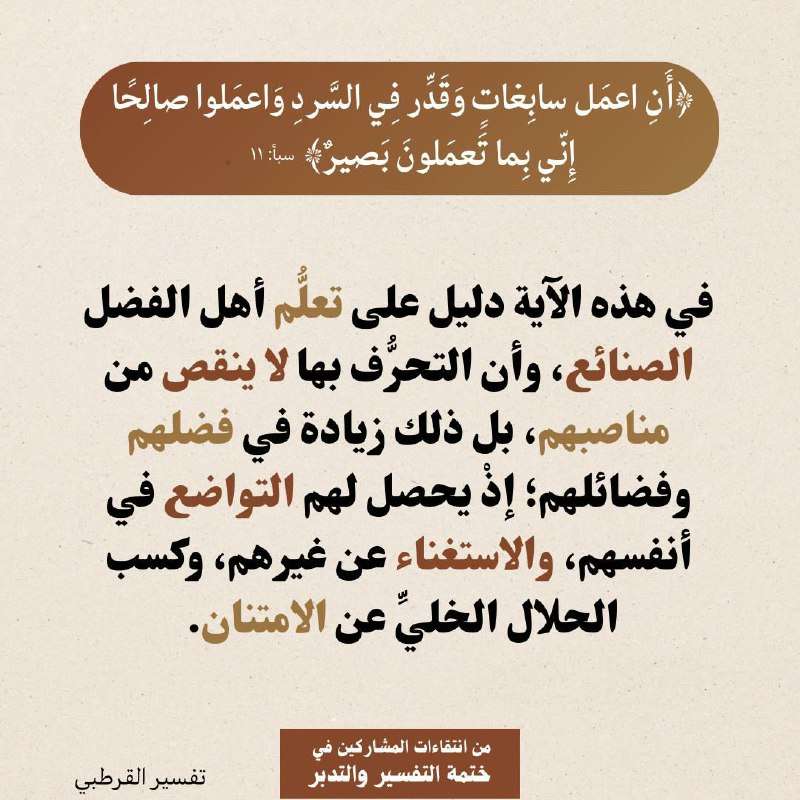 ﴿أَنِ اعمَل سابِغاتٍ وَقَدِّر فِي السَّردِ وَاعمَلوا صالِحًا
إِنّي بِما تَعمَلونَ بَصيرٌ﴾ سبأ: ١١
في هذه الآية دليل على تعلُّم أهل الفضل
الصنائع، وأن التحرُّف بها لا ينقص من
مناصبهم، بل ذلك زيادة في فضلهم
وفضائلهم؛ إذْ يحصل لهم التواضع في
أنفسهم، والاستغناء عن غيرهم، وكسب
الحلال الخليِّ عن الامتنان.
من انتقاءات المشاركين في
ختمة التفسير والتدبر
تفسير القرطبي